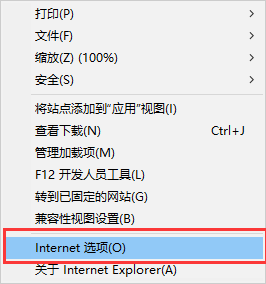 打印(P)
文件(F)
缩放(Z) (100%)
安全(S)
将站点添加到“应用”视图(I)
查看下载(N) Ctrl+J
管理加载项(M)
F12 开发人员工具(L)
转到已固定的网站(G)
兼容性视图设置(B)
Internet 选项(O)
关于 Internet Explorer(A)